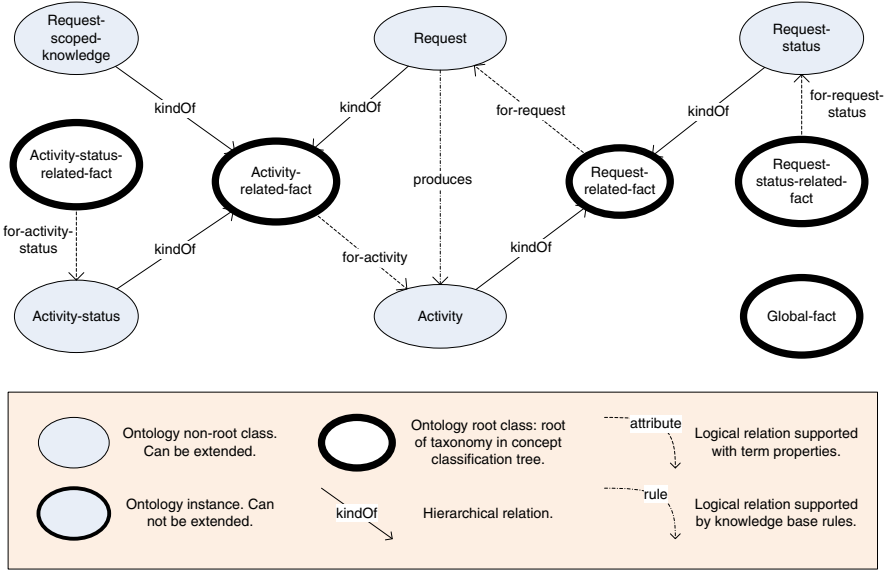 Request-
scoped-
knowledge
Request
Request-
status
kindOf
kindOf
for-request
kindOf
for-request-
status
Activity-status-
related-fact
Activity-
related-fact
produces
Request-
related-fact
Request-
status-related-
fact
for-activity-
status
kindOf
for-activity
kindOf
Activity-status
Activity
Global-fact
Ontology non-root class.
Can be extended.
Ontology root class: root
of taxonomy in concept
classification tree.
attribute
Logical relation supported
with term properties.
Ontology instance. Can
not be extended.
kindOf
Hierarchical relation.
rule
Logical relation supported
by knowledge base rules.